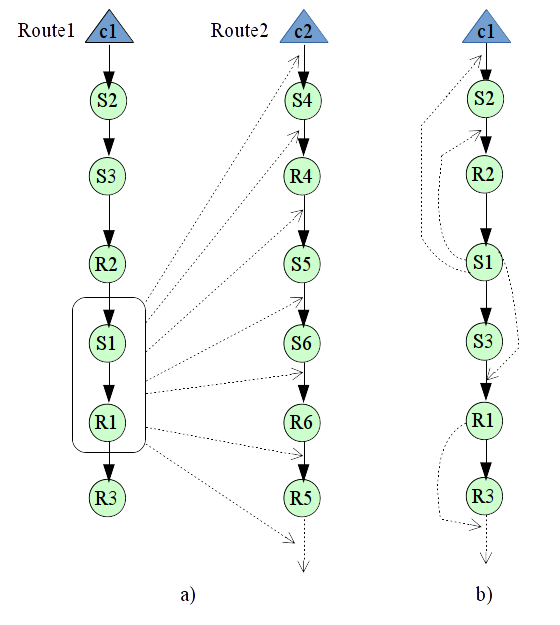 Route1 c1 Route2 c2 c1
S2 S4 S2
S3 R4 R2
R2 S5 S1
S1 S6 S3
R1 R6 R1
R3 R5 R3
a) b)